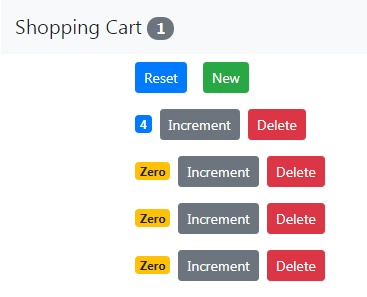 Shopping Cart 1
Reset New
4 Increment Delete
Zero Increment Delete
Zero Increment Delete
Zero Increment Delete